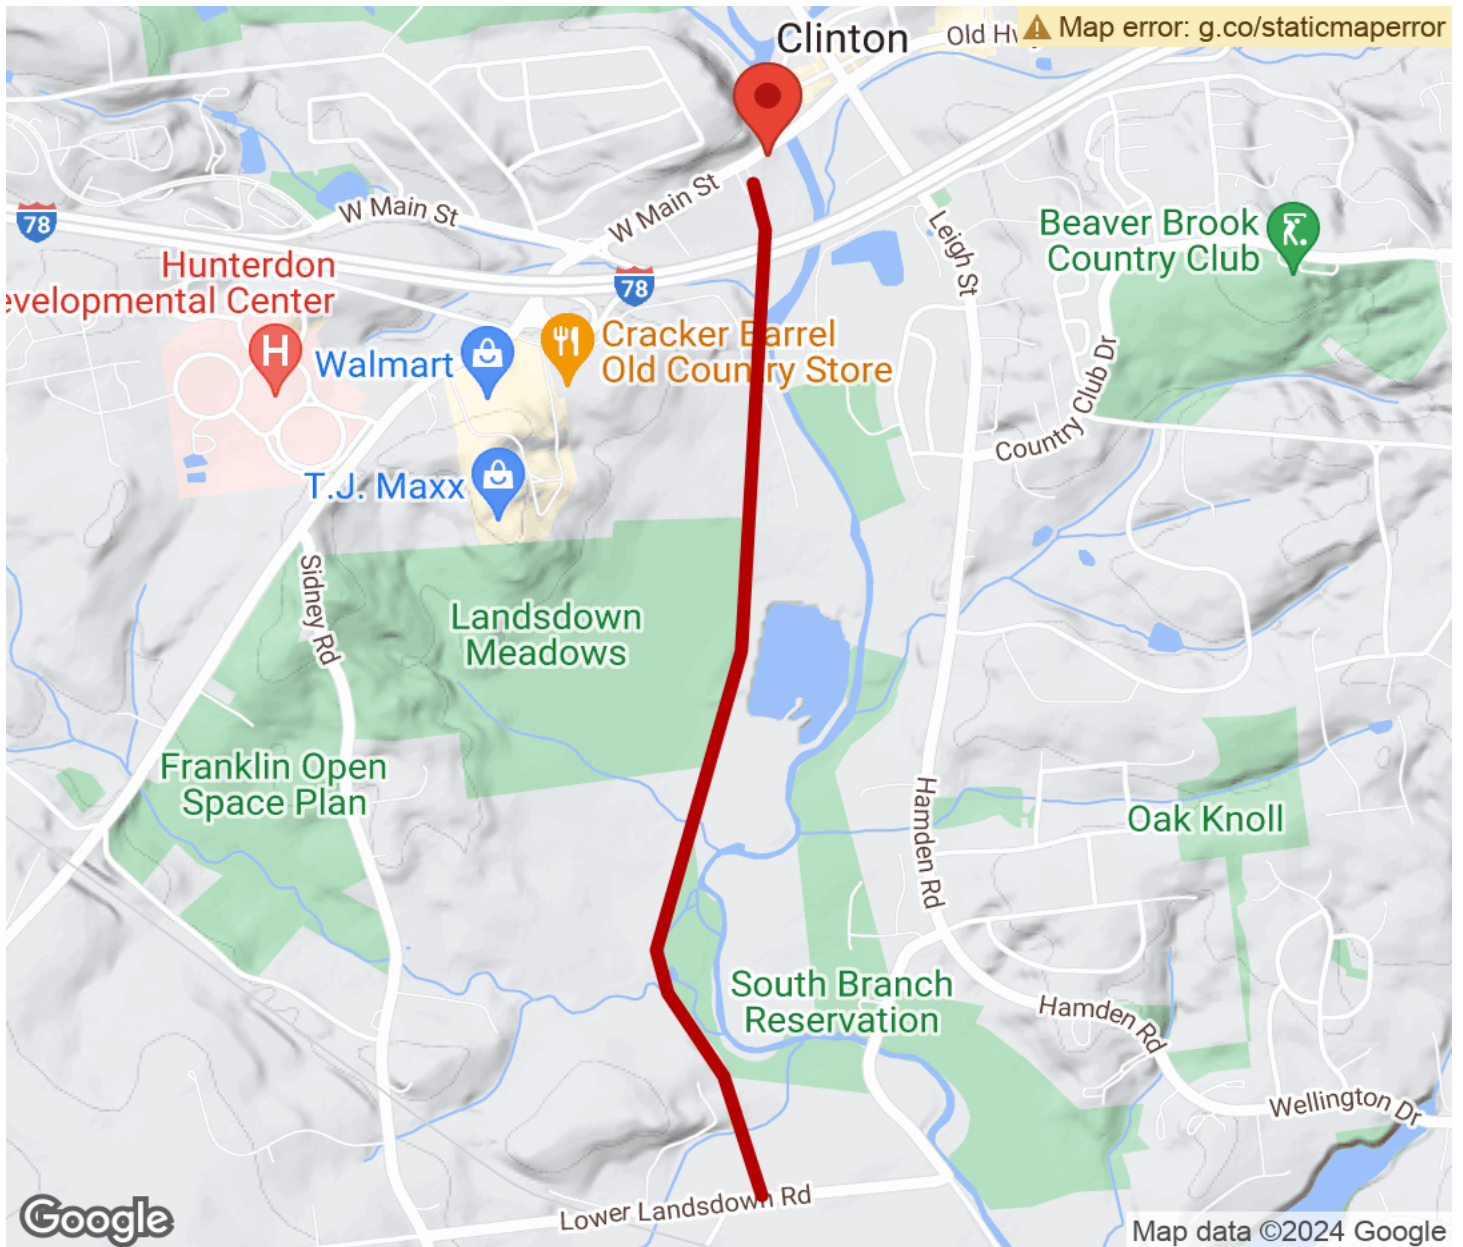 Clinton
Old Hw
Map error: g.co/staticmaperror
W Main St
W Main St
78
78
Leigh St
Beaver Brook
Country Club
Hunterdon
evelopmental Center
H
Walmart
Cracker Barrel
Old Country Store
Country Club Dr
T.J. Maxx
Sidney Rd
Landsdown
Meadows
Franklin Open
Space Plan
Hamden Rd
Oak Knoll
South Branch
Reservation
Hamden Rd
Wellington Dr
Lower Landsdown Rd
Google
Map data ©2024 Google